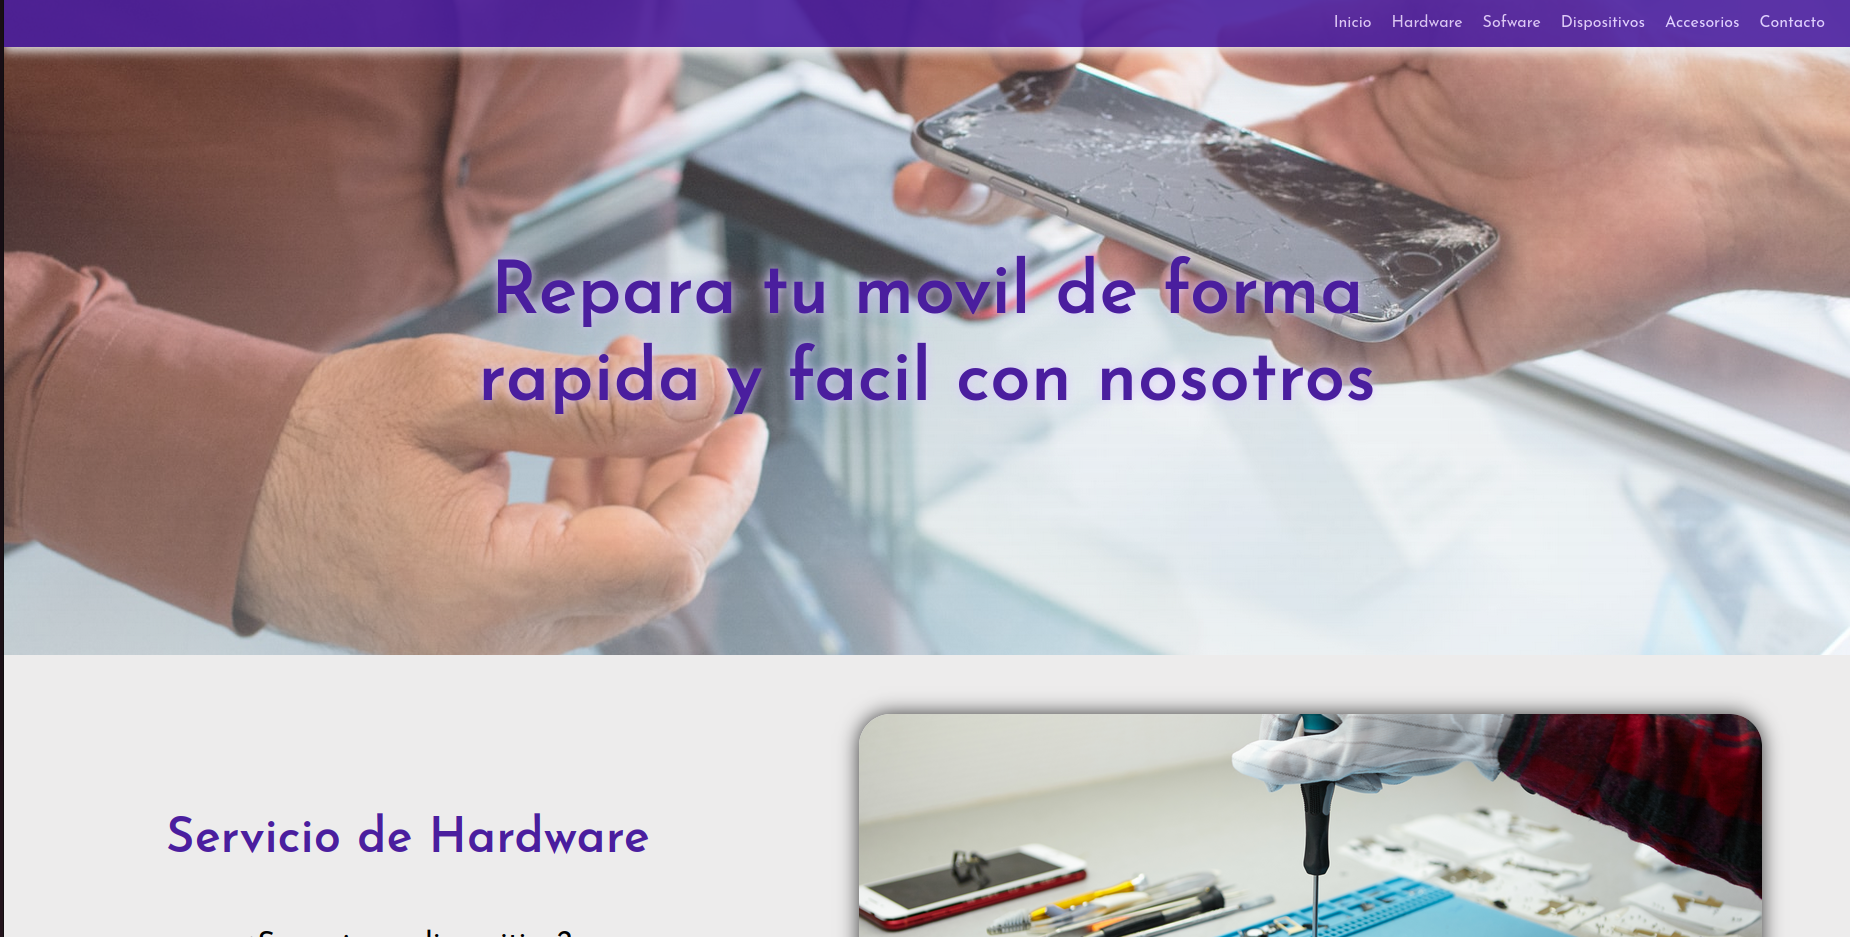 Inicio Hardware Sofware Dispositivos Accesorios Contacto
Repara tu movil de forma
rapida y facil con nosotros
Servicio de Hardware